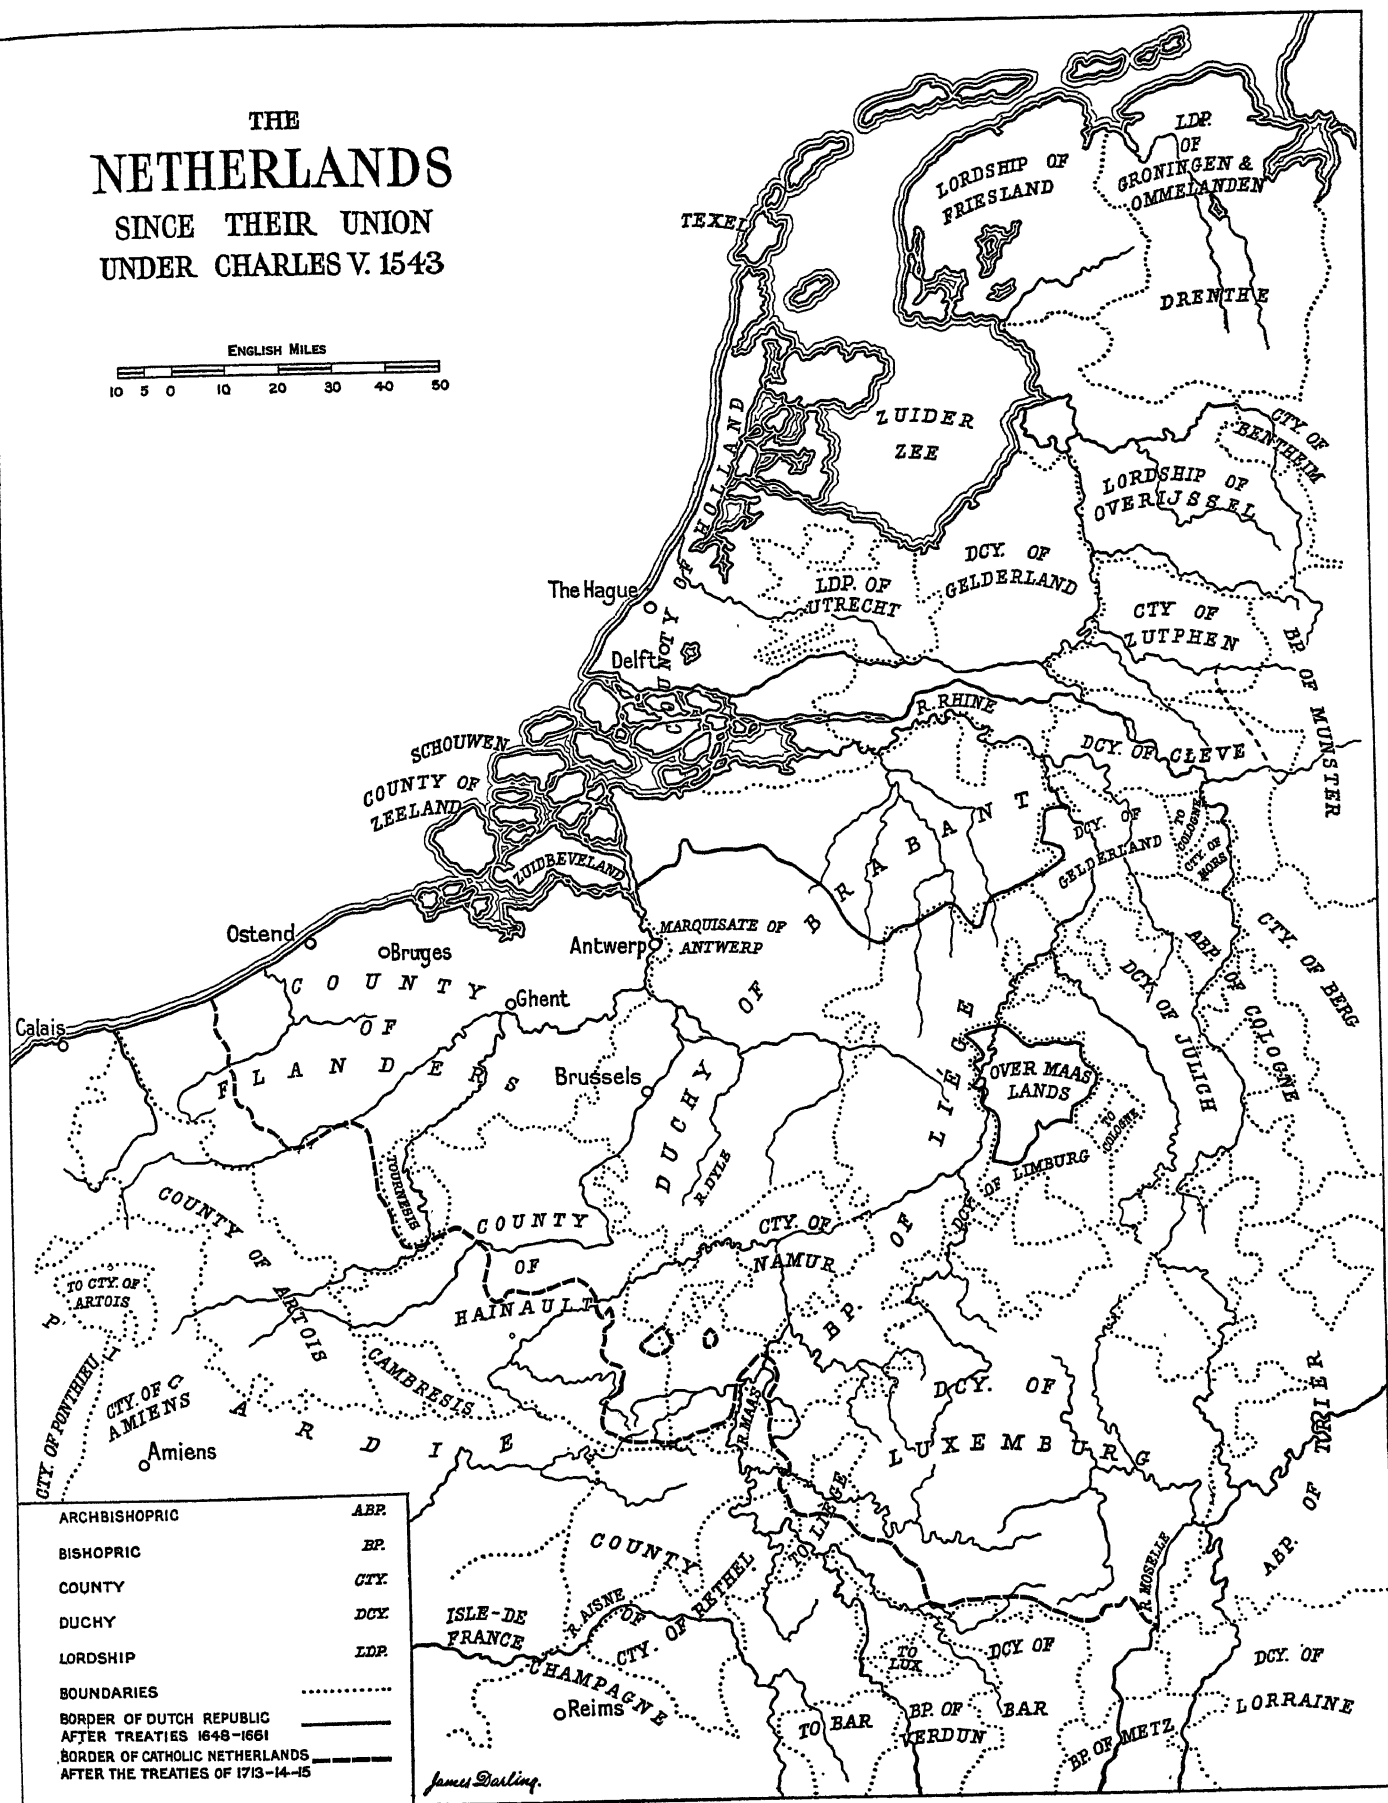 THE
NETHERLANDS
SINCE THEIR UNION
UNDER CHARLES V. 1543
ENGLISH MILES
10 5 0 10 20 30 40 50
TEXEL
LORDSHIP OF
FRIESLAND
LDP.
OF
GRONINGEN &
OMMELANDEN
DRENTHE
ZUIDER
ZEE
CTY. OF
BENTHEIM
LORDSHIP OF
OVERIJSSEL
COUNTY OF HOLLAND
The Hague
Delft
LDP. OF
UTRECHT
DCY. OF
GELDERLAND
CTY OF
ZUTPHEN
BP. OF MUNSTER
R. RHINE
DCY. OF CLEVE
SCHOUWEN
COUNTY OF
ZEELAND
ZUIDBEVELAND
DCY. OF
GELDERLAND
TO
COLOGNE
CTY. OF
MORS
Ostend
Bruges
Antwerp
MARQUISATE OF
ANTWERP
DUCHY OF BRABANT
ABP. OF COLOGNE
CTY. OF BERG
DCY. OF JULICH
Calais
COUNTY
OF
FLANDERS
Ghent
Brussels
R. DYLE
BP. OF LIÉGE
OVER MAAS
LANDS
TO
COLOGNE
DCY. OF LIMBURG
TOURNESIS
COUNTY OF ARTOIS
COUNTY
OF
HAINAULT
CTY. OF
NAMUR
TO CTY. OF
ARTOIS
CAMBRESIS
P
CTY. OF PONTHIEU
CTY. OF
AMIENS
Amiens
I C A R D I E
R. MAAS
DCY. OF
LUXEMBURG
ABP. OF TRIER
TO LIÉGE
COUNTY
OF
CHAMPAGNE
R. AISNE
CTY. OF RETHEL
ISLE-DE
FRANCE
Reims
R. MOSELLE
TO
LUX
DCY OF
BAR
TO BAR
BP. OF
VERDUN
BP. OF METZ
DCY. OF
LORRAINE
ARCHBISHOPRIC ABP.
BISHOPRIC BP.
COUNTY CTY.
DUCHY DCY.
LORDSHIP LDP.
BOUNDARIES
BORDER OF DUTCH REPUBLIC
AFTER TREATIES 1648-1661
BORDER OF CATHOLIC NETHERLANDS
AFTER THE TREATIES OF 1713-14-15
James Darling.